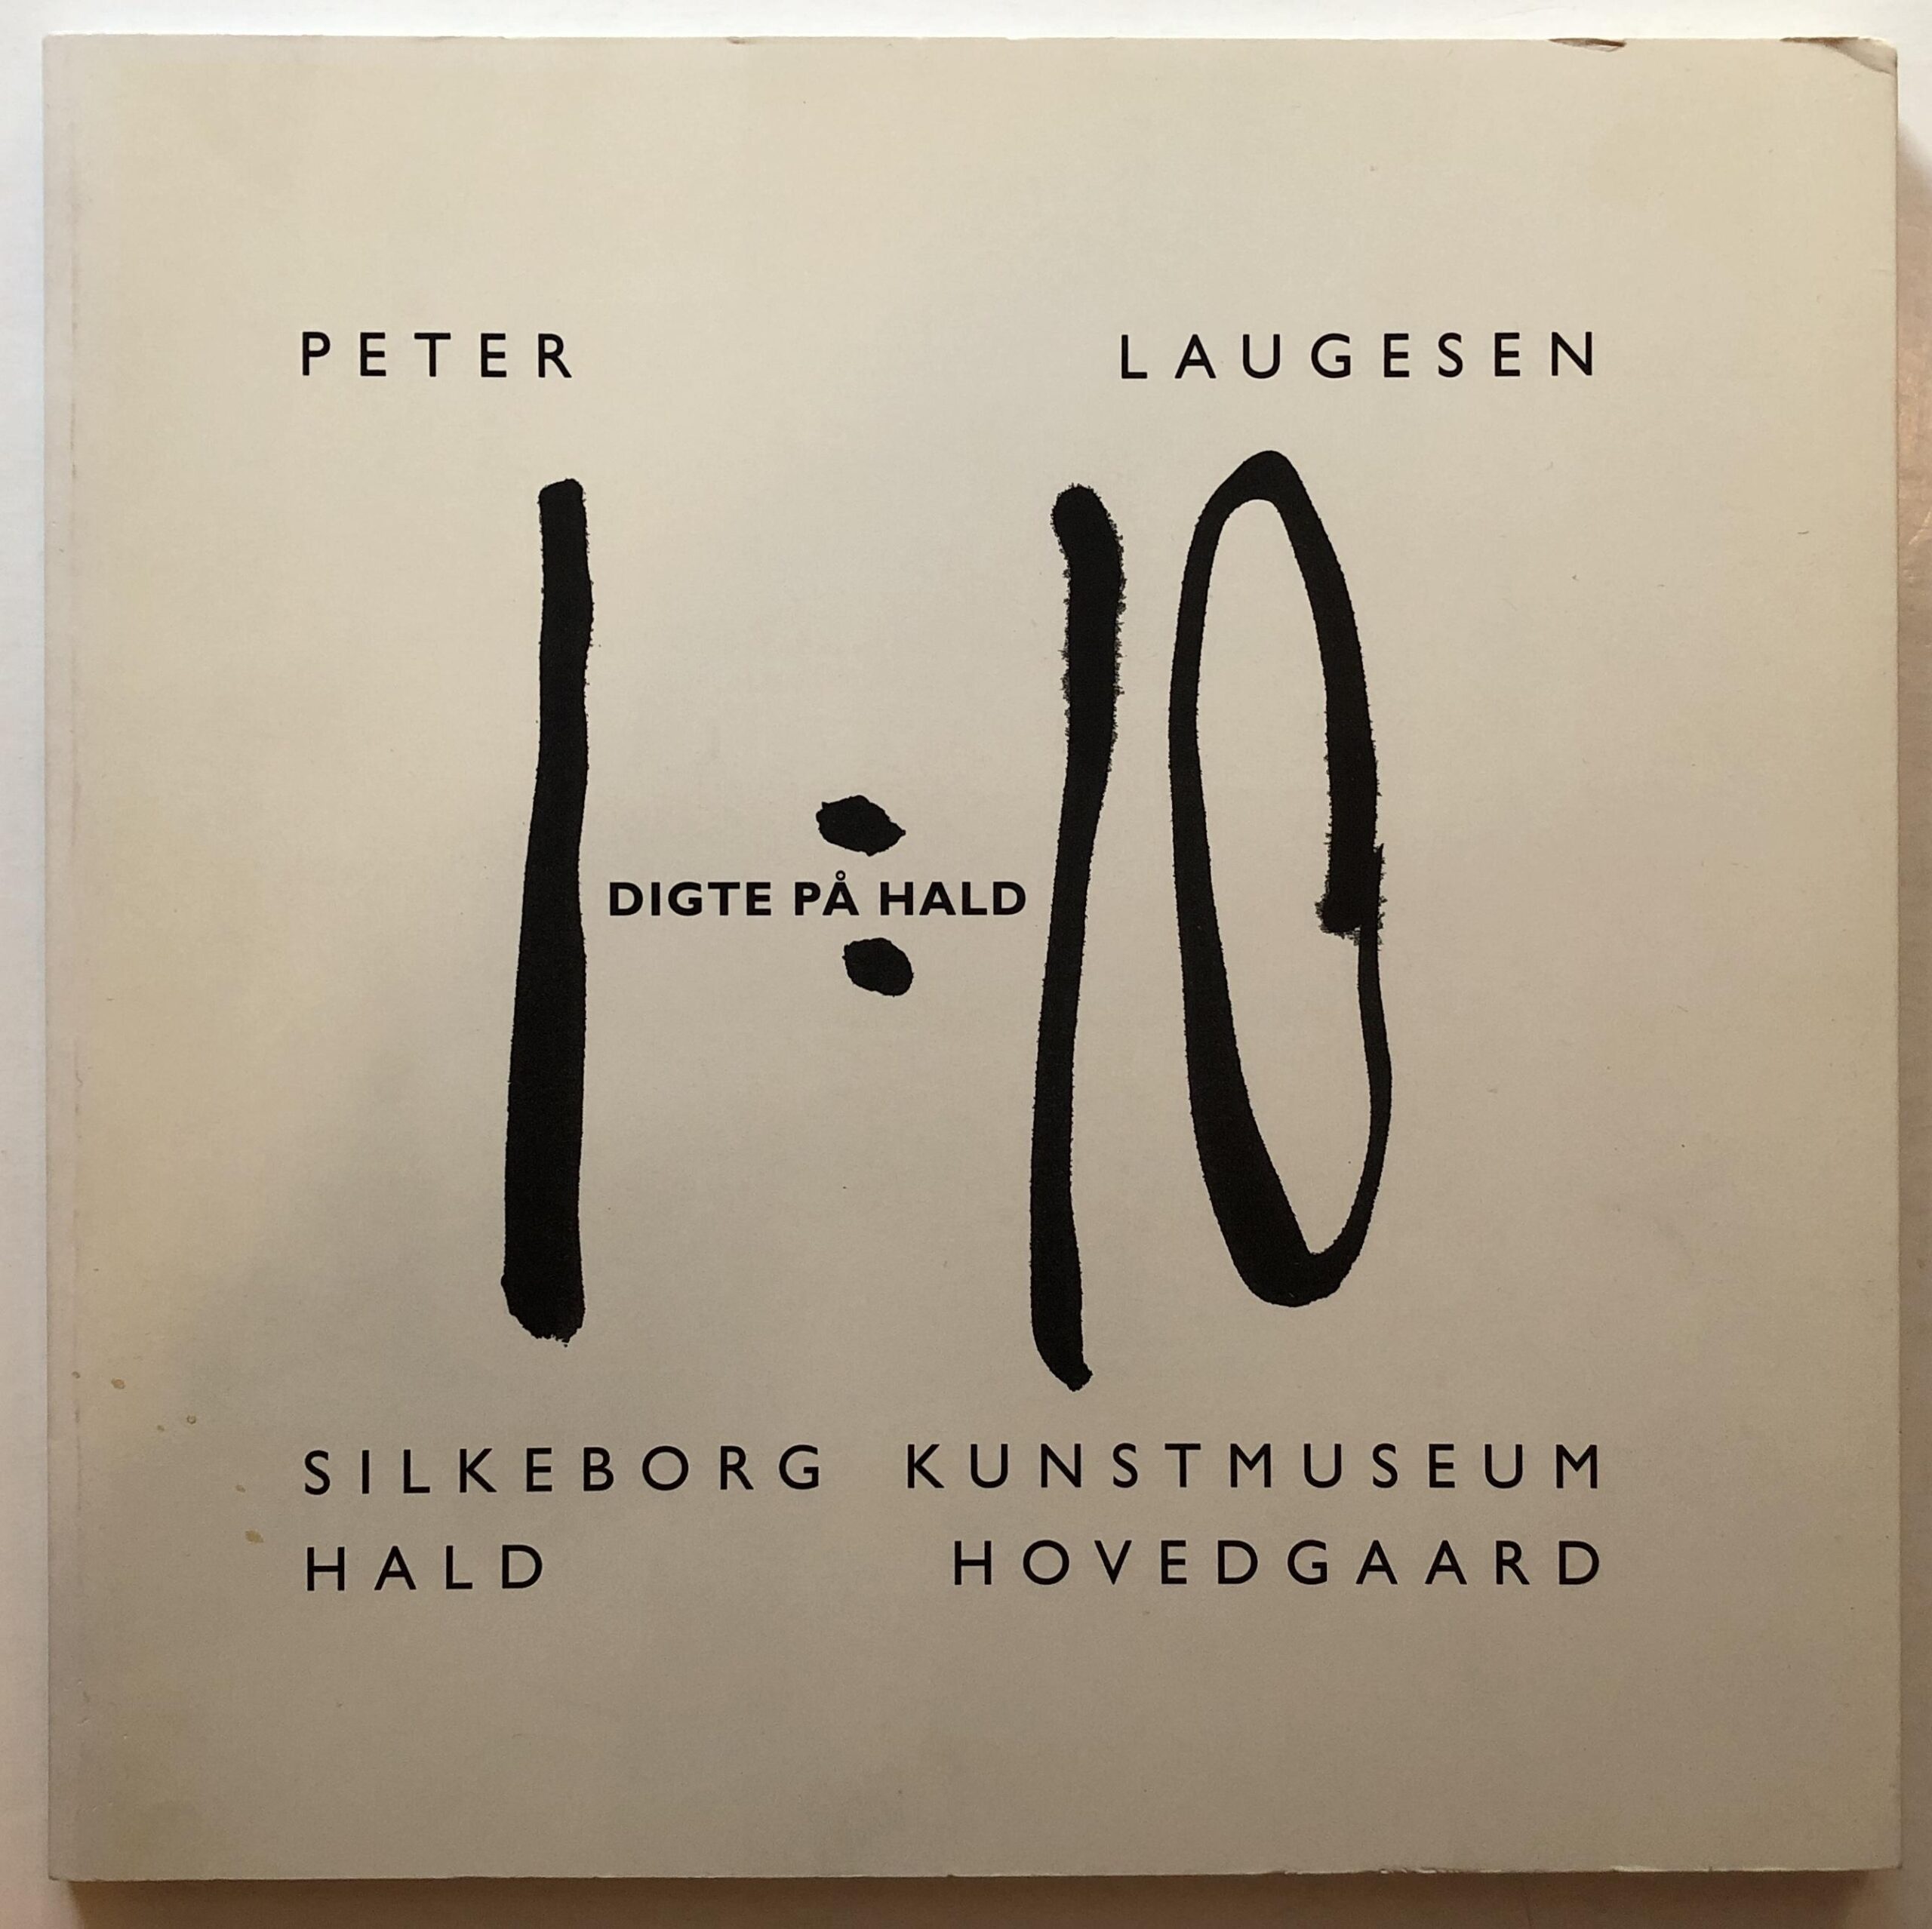 PETER LAUGESEN
1:10
DIGTE PÅ HALD
SILKEBORG KUNSTMUSEUM
HALD HOVEDGAARD